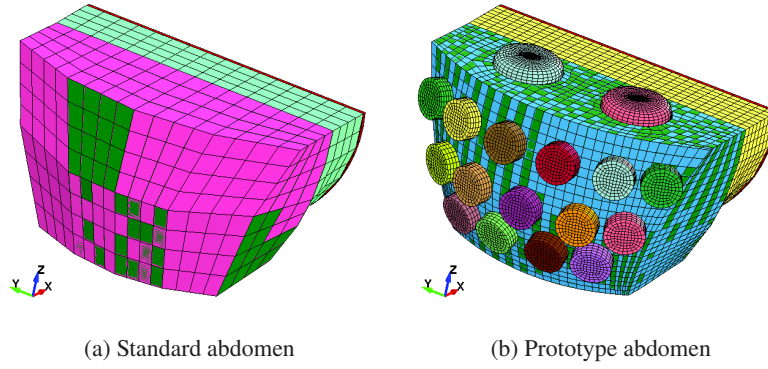 Z
Y
X
Z
Y
X
(a) Standard abdomen
(b) Prototype abdomen